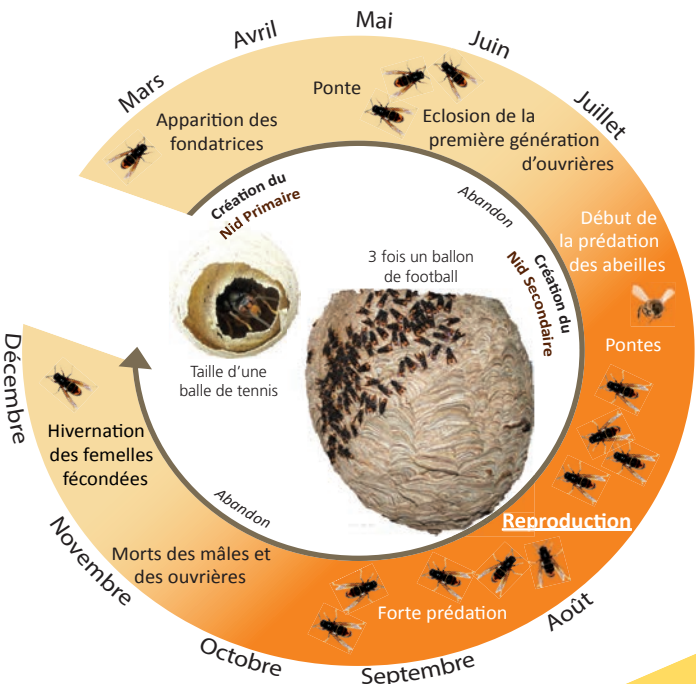 Mars
Avril
Mai
Juin
Juillet
Août
Septembre
Octobre
Novembre
Décembre
Apparition des
fondatrices
Ponte
Eclosion de la
première génération
d'ouvrières
Début de
la prédation
des abeilles
Pontes
Reproduction
Forte prédation
Morts des mâles et
des ouvrières
Hivernation
des femelles
fécondées
Création du
Nid Primaire
Abandon
Création du
Nid Secondaire
Abandon
Taille d'une
balle de tennis
3 fois un ballon
de football